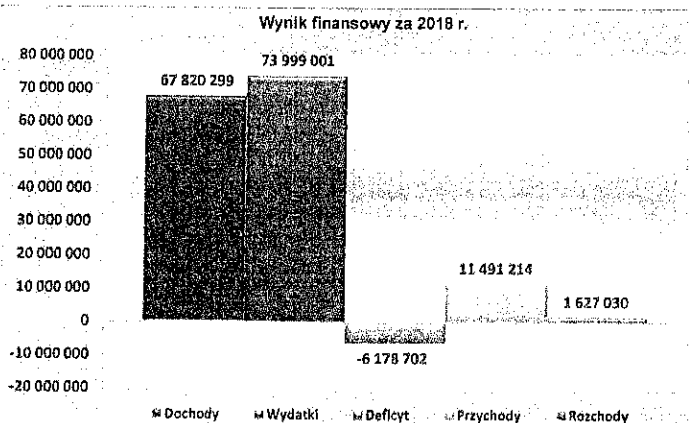 Wynik finansowy za 2018 r.
80 000 000
70 000 000
60 000 000
50 000 000
40 000 000
30 000 000
20 000 000
10 000 000
0
-10 000 000
-20 000 000
67 820 299
73 999 001
-6 178 702
11 491 214
1 627 030
Dochody Wydatki Deficyt Przychody Rozchody